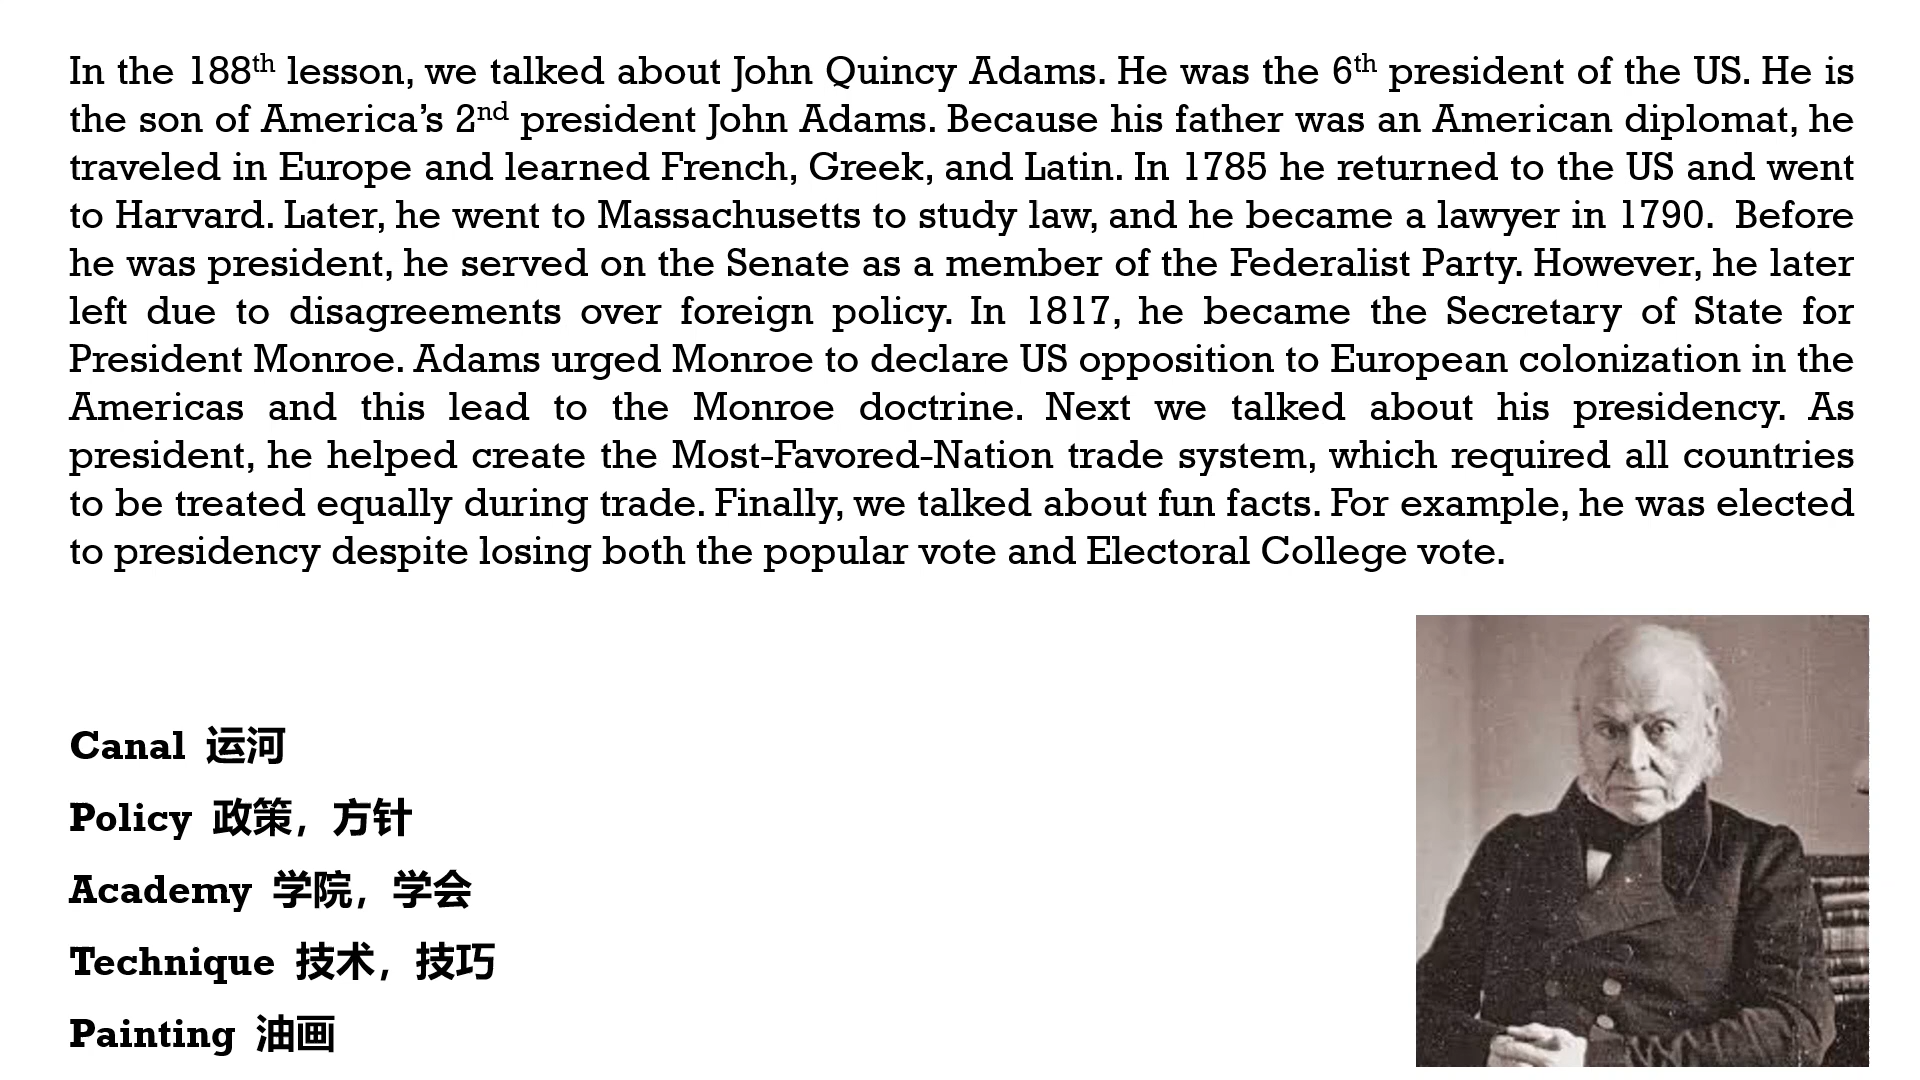 In the 188th lesson, we talked about John Quincy Adams. He was the 6th president of the US. He is
the son of America’s 2nd president John Adams. Because his father was an American diplomat, he
traveled in Europe and learned French, Greek, and Latin. In 1785 he returned to the US and went
to Harvard. Later, he went to Massachusetts to study law, and he became a lawyer in 1790.  Before
he was president, he served on the Senate as a member of the Federalist Party. However, he later
left due to disagreements over foreign policy. In 1817, he became the Secretary of State for
President Monroe. Adams urged Monroe to declare US opposition to European colonization in the
Americas and this lead to the Monroe doctrine. Next we talked about his presidency. As
president, he helped create the Most-Favored-Nation trade system, which required all countries
to be treated equally during trade. Finally, we talked about fun facts. For example, he was elected
to presidency despite losing both the popular vote and Electoral College vote.
Canal 运河
Policy 政策，方针
Academy 学院，学会
Technique 技术，技巧
Painting 油画